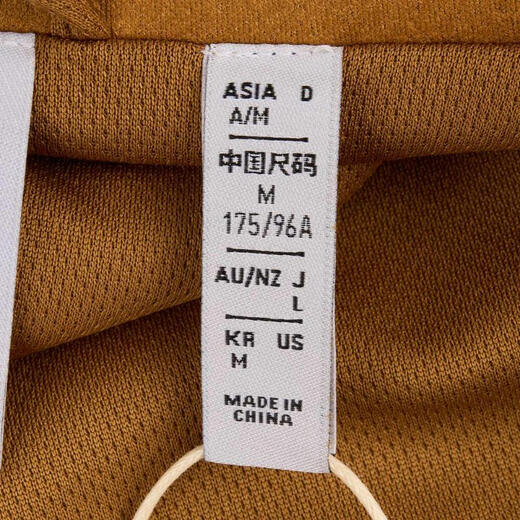 ASIA D
A/M
中国尺码
M
175/96A
AU/NZ J
L
KR US
M
MADE IN
CHINA